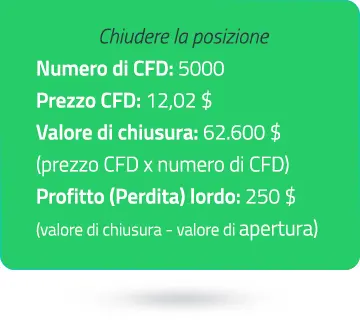 Chiudere la posizione
Numero di CFD: 5000
Prezzo CFD: 12,02 $
Valore di chiusura: 62.600 $
(prezzo CFD x numero di CFD)
Profitto (Perdita) lordo: 250 $
(valore di chiusura - valore di apertura)